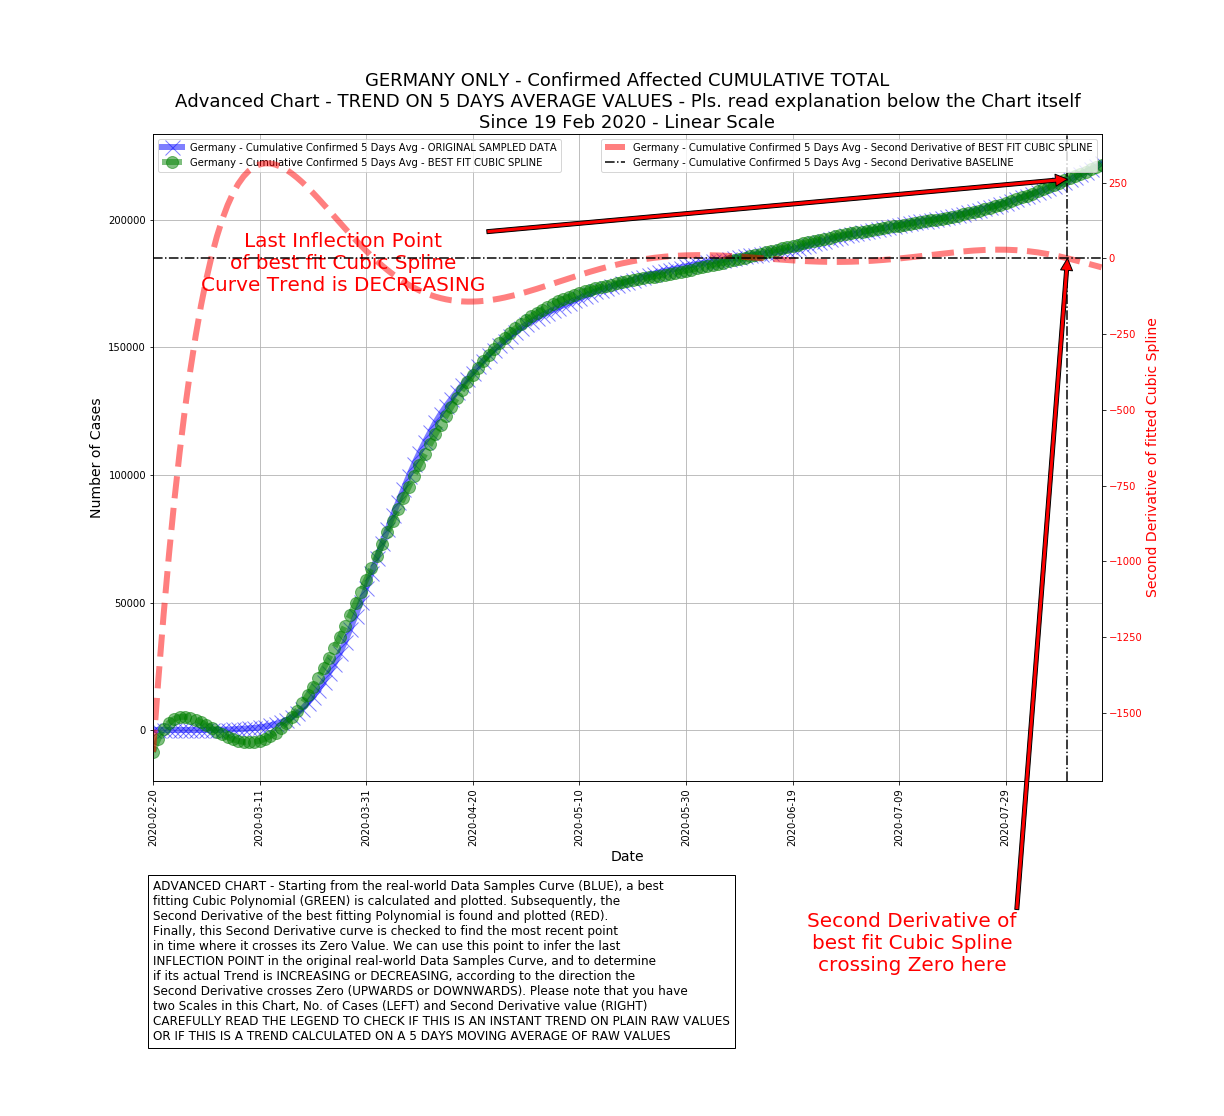 GERMANY ONLY - Confirmed Affected CUMULATIVE TOTAL
Advanced Chart - TREND ON 5 DAYS AVERAGE VALUES - Pls. read explanation below the Chart itself
Since 19 Feb 2020 - Linear Scale
Germany - Cumulative Confirmed 5 Days Avg - ORIGINAL SAMPLED DATA
Germany - Cumulative Confirmed 5 Days Avg - BEST FIT CUBIC SPLINE
Germany - Cumulative Confirmed 5 Days Avg - Second Derivative of BEST FIT CUBIC SPLINE
Germany - Cumulative Confirmed 5 Days Avg - Second Derivative BASELINE
Last Inflection Point
of best fit Cubic Spline
Curve Trend is DECREASING
Number of Cases
200000
150000
100000
50000
0
250
0
−250
−500
−750
−1000
−1250
−1500
Second Derivative of fitted Cubic Spline
2020-02-20
2020-03-11
2020-03-31
2020-04-20
2020-05-10
2020-05-30
2020-06-19
2020-07-09
2020-07-29
Date
ADVANCED CHART - Starting from the real-world Data Samples Curve (BLUE), a best
fitting Cubic Polynomial (GREEN) is calculated and plotted. Subsequently, the
Second Derivative of the best fitting Polynomial is found and plotted (RED).
Finally, this Second Derivative curve is checked to find the most recent point
in time where it crosses its Zero Value. We can use this point to infer the last
INFLECTION POINT in the original real-world Data Samples Curve, and to determine
if its actual Trend is INCREASING or DECREASING, according to the direction the
Second Derivative crosses Zero (UPWARDS or DOWNWARDS). Please note that you have
two Scales in this Chart, No. of Cases (LEFT) and Second Derivative value (RIGHT)
CAREFULLY READ THE LEGEND TO CHECK IF THIS IS AN INSTANT TREND ON PLAIN RAW VALUES
OR IF THIS IS A TREND CALCULATED ON A 5 DAYS MOVING AVERAGE OF RAW VALUES
Second Derivative of
best fit Cubic Spline
crossing Zero here